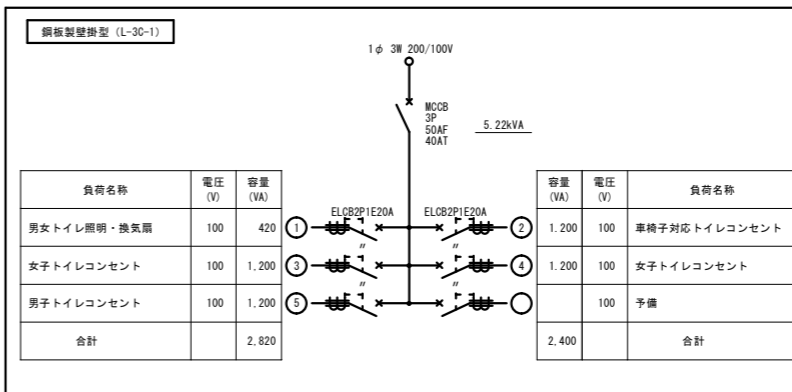 鋼板製壁掛型 (L-3C-1)
1φ 3W 200/100V
MCCB
3P
50AF
40AT
5.22kVA
負荷名称 電圧(V) 容量(VA)
男女トイレ照明・換気扇 100 420
女子トイレコンセント 100 1,200
男子トイレコンセント 100 1,200
合計 2,820
ELCB2P1E20A ELCB2P1E20A
① ②
〃 〃
③ ④
〃 〃
⑤
容量(VA) 電圧(V) 負荷名称
1.200 100 車椅子対応トイレコンセント
1.200 100 女子トイレコンセント
100 予備
2,400 合計